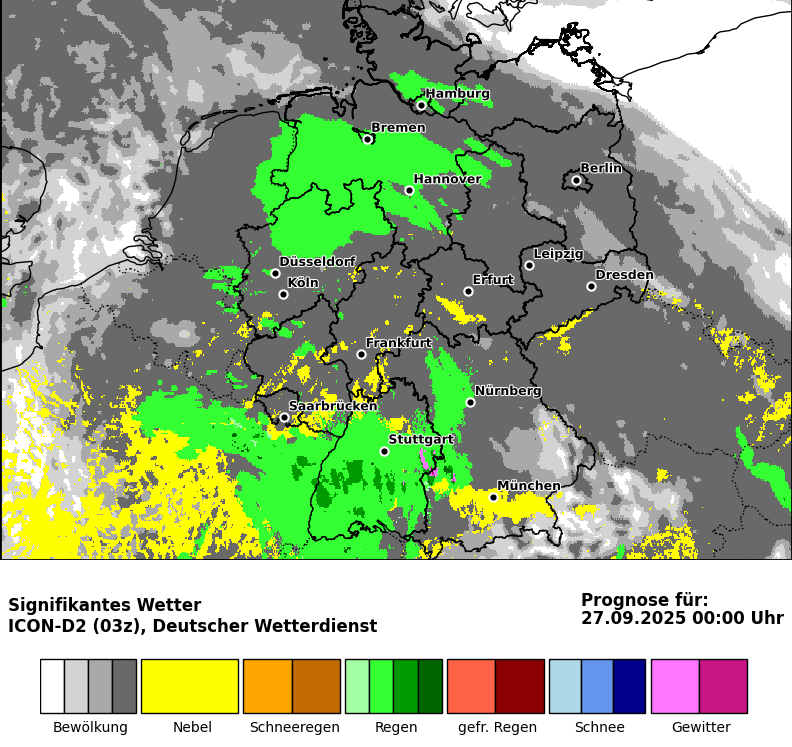 Hamburg
Bremen
Berlin
Hannover
Leipzig
Düsseldorf
Dresden
Köln
Erfurt
Frankfurt
Nürnberg
Saarbrücken
Stuttgart
München
Signifikantes Wetter
ICON-D2 (03z), Deutscher Wetterdienst
Prognose für:
27.09.2025 00:00 Uhr
Bewölkung
Nebel
Schneeregen
Regen
gefr. Regen
Schnee
Gewitter